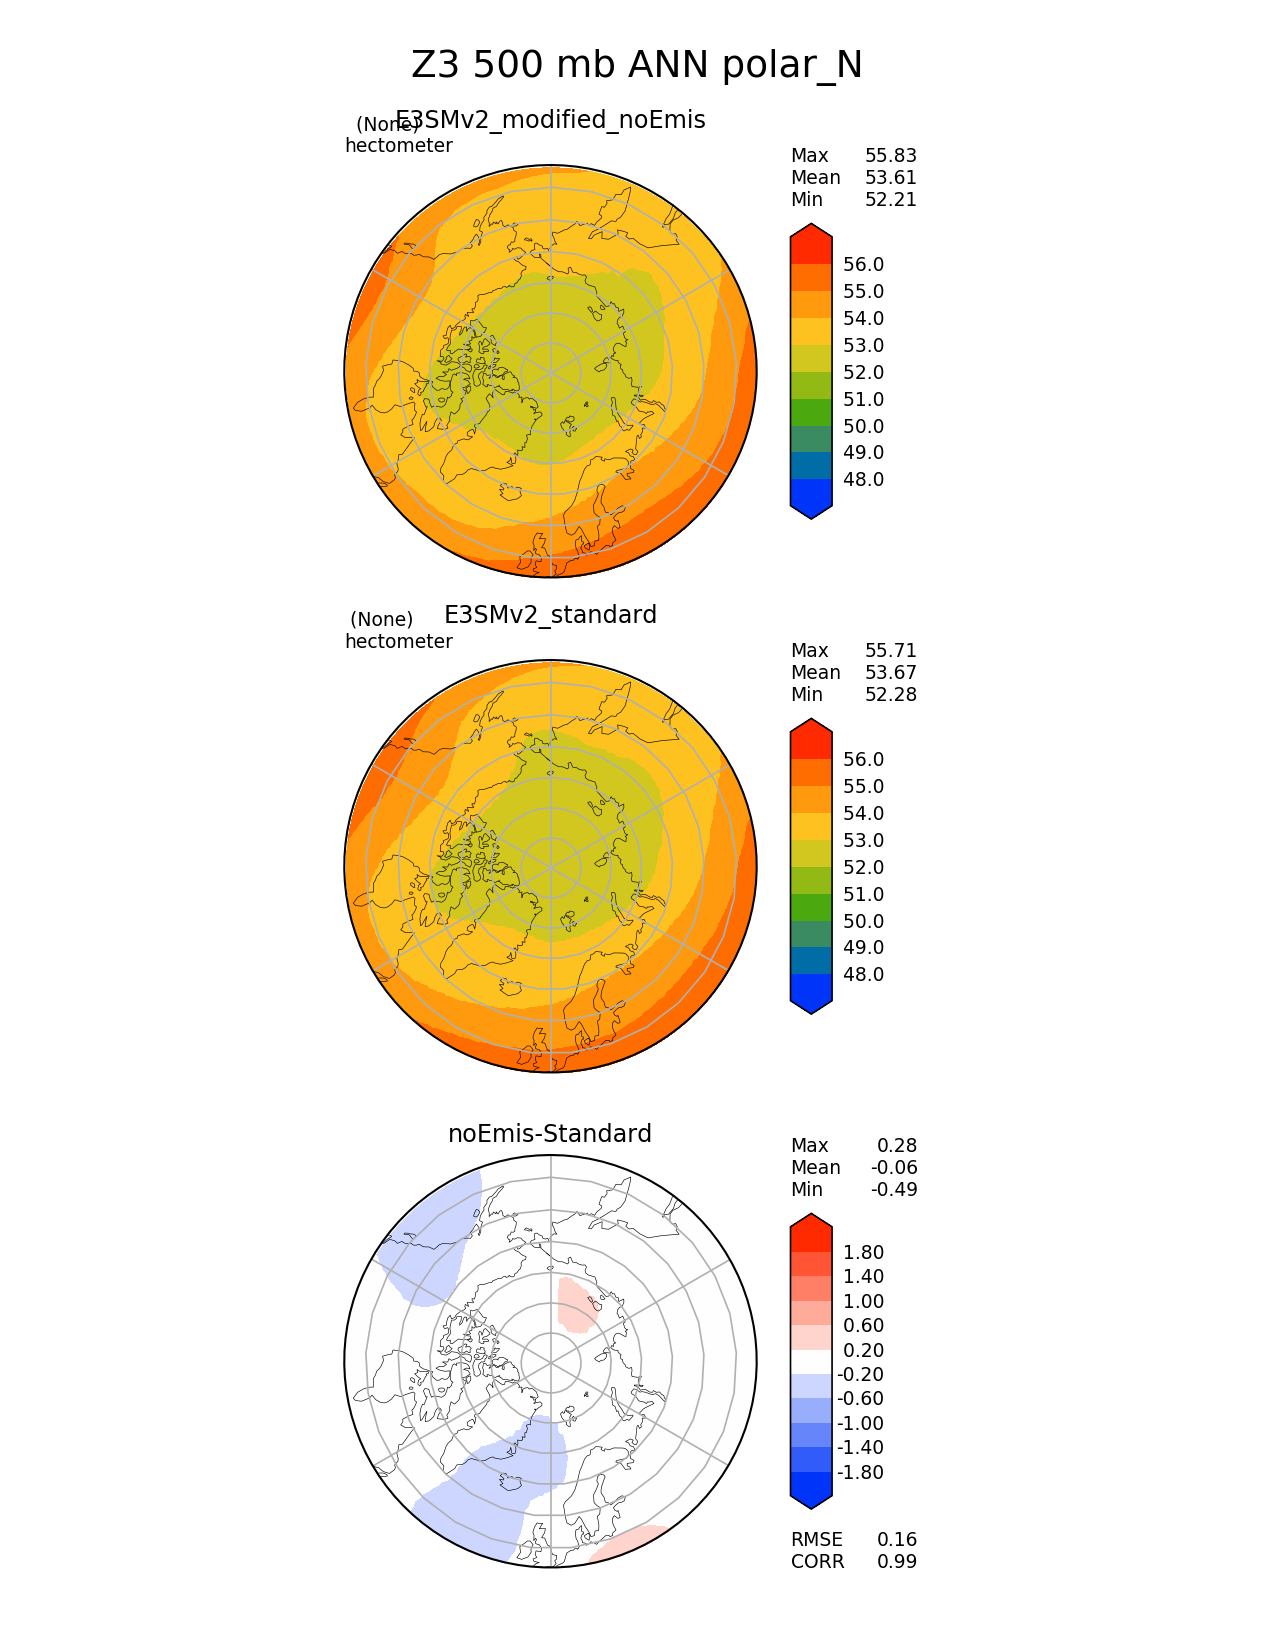 Z3 500 mb ANN polar_N
E3SMv2_modified_noEmis
(None)
hectometer
Max 55.83
Mean 53.61
Min 52.21
56.0
55.0
54.0
53.0
52.0
51.0
50.0
49.0
48.0
(None)
E3SMv2_standard
hectometer
Max 55.71
Mean 53.67
Min 52.28
56.0
55.0
54.0
53.0
52.0
51.0
50.0
49.0
48.0
noEmis-Standard
Max 0.28
Mean -0.06
Min -0.49
1.80
1.40
1.00
0.60
0.20
-0.20
-0.60
-1.00
-1.40
-1.80
RMSE 0.16
CORR 0.99